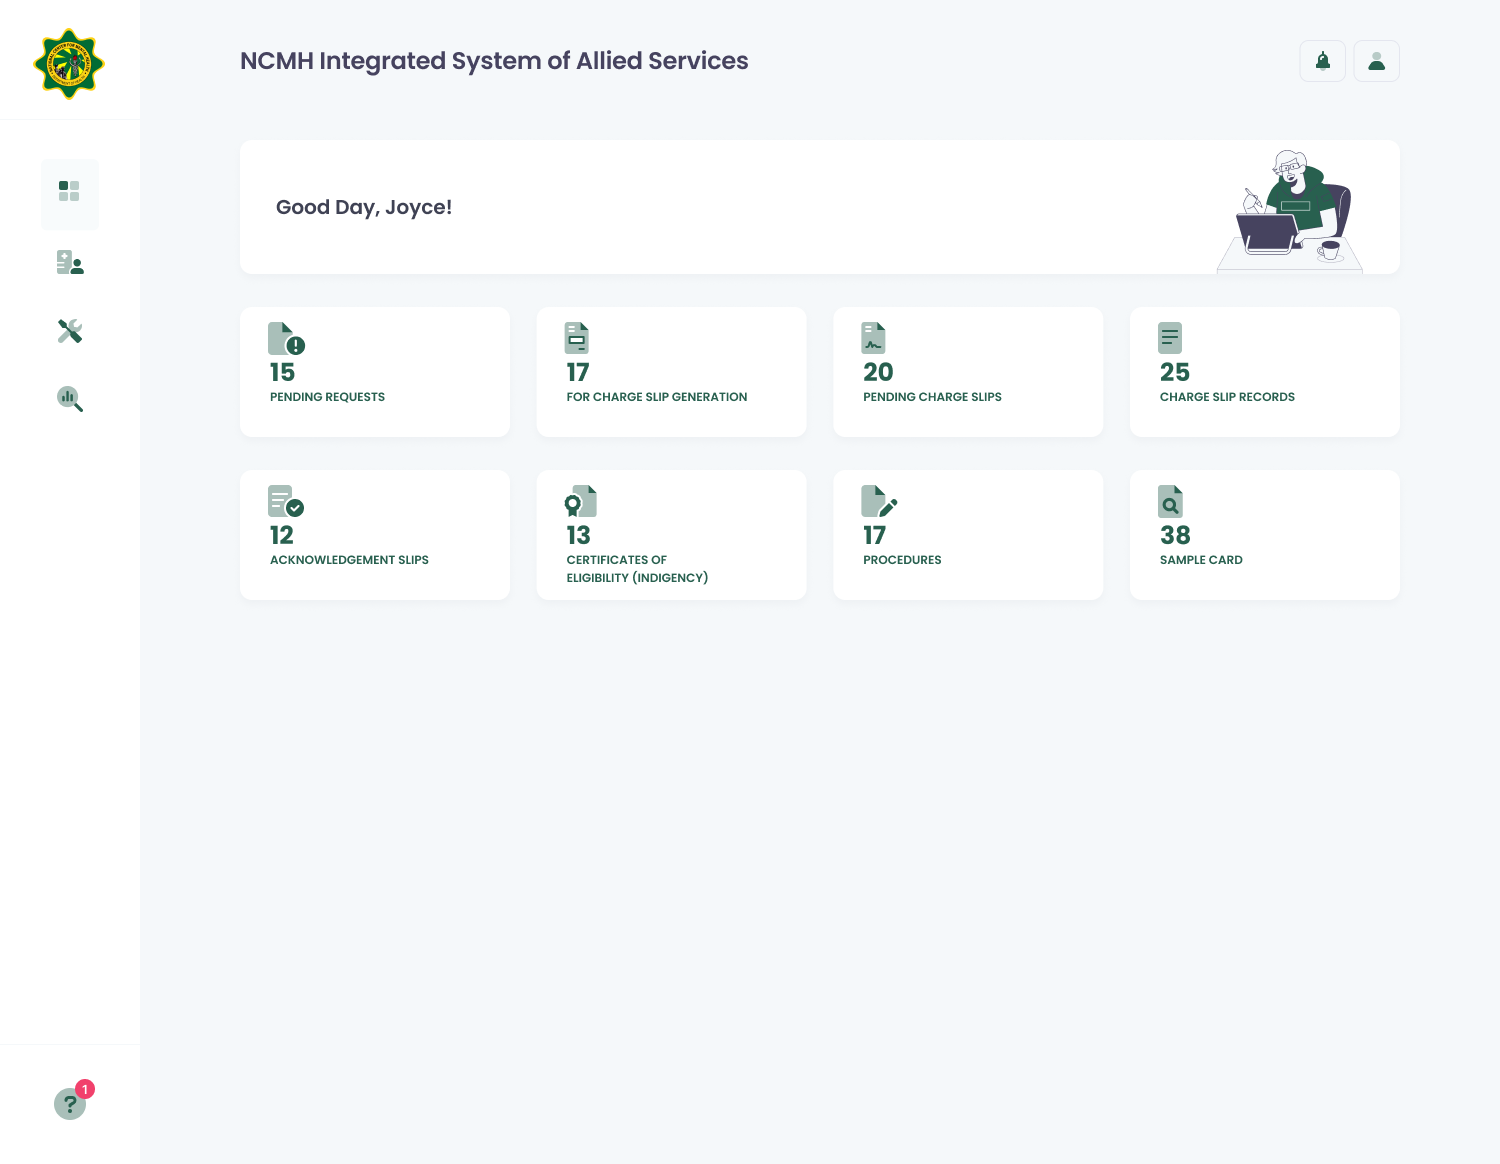 NCMH Integrated System of Allied Services
Good Day, Joyce!
15
PENDING REQUESTS
17
FOR CHARGE SLIP GENERATION
20
PENDING CHARGE SLIPS
25
CHARGE SLIP RECORDS
12
ACKNOWLEDGEMENT SLIPS
13
CERTIFICATES OF
ELIGIBILITY (INDIGENCY)
17
PROCEDURES
38
SAMPLE CARD
?
1